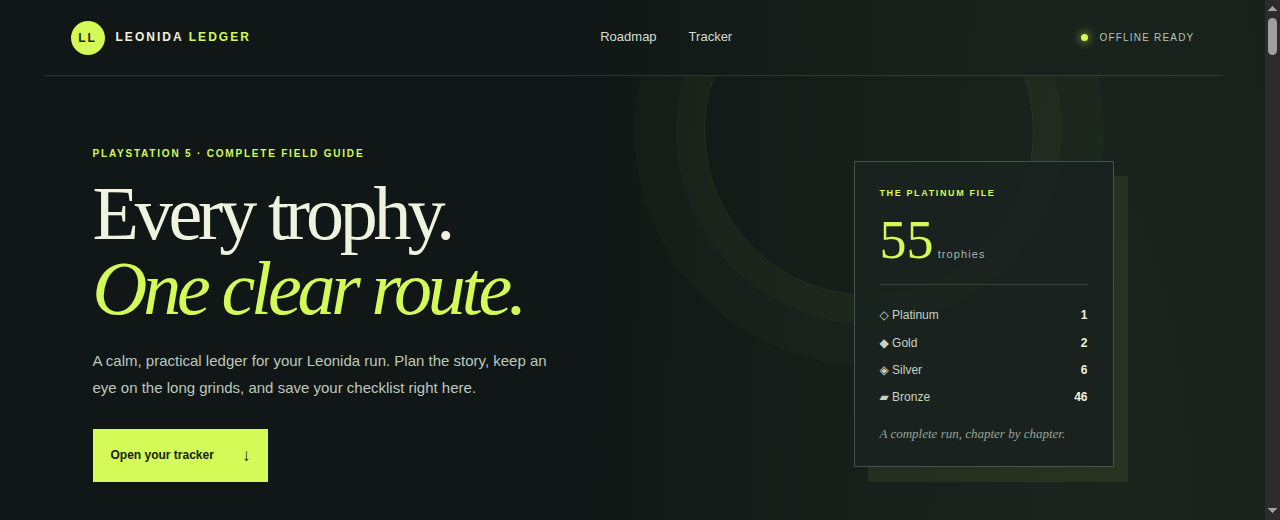 LL LEONIDA LEDGER
Roadmap Tracker
OFFLINE READY
PLAYSTATION 5 · COMPLETE FIELD GUIDE
Every trophy.
One clear route.
A calm, practical ledger for your Leonida run. Plan the story, keep an
eye on the long grinds, and save your checklist right here.
Open your tracker ↓
THE PLATINUM FILE
55 trophies
◇ Platinum 1
◆ Gold 2
◈ Silver 6
▰ Bronze 46
A complete run, chapter by chapter.